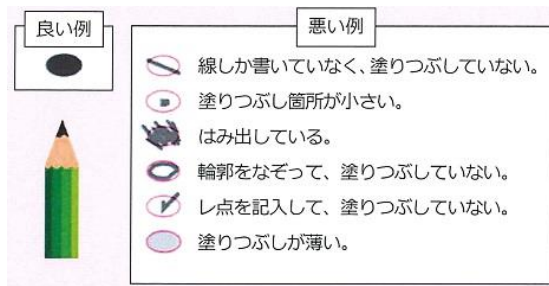 良い例
悪い例
線しか書いていなく、塗りつぶしていない。
塗りつぶし箇所が小さい。
はみ出している。
輪郭をなぞって、塗りつぶしていない。
レ点を記入して、塗りつぶしていない。
塗りつぶしが薄い。